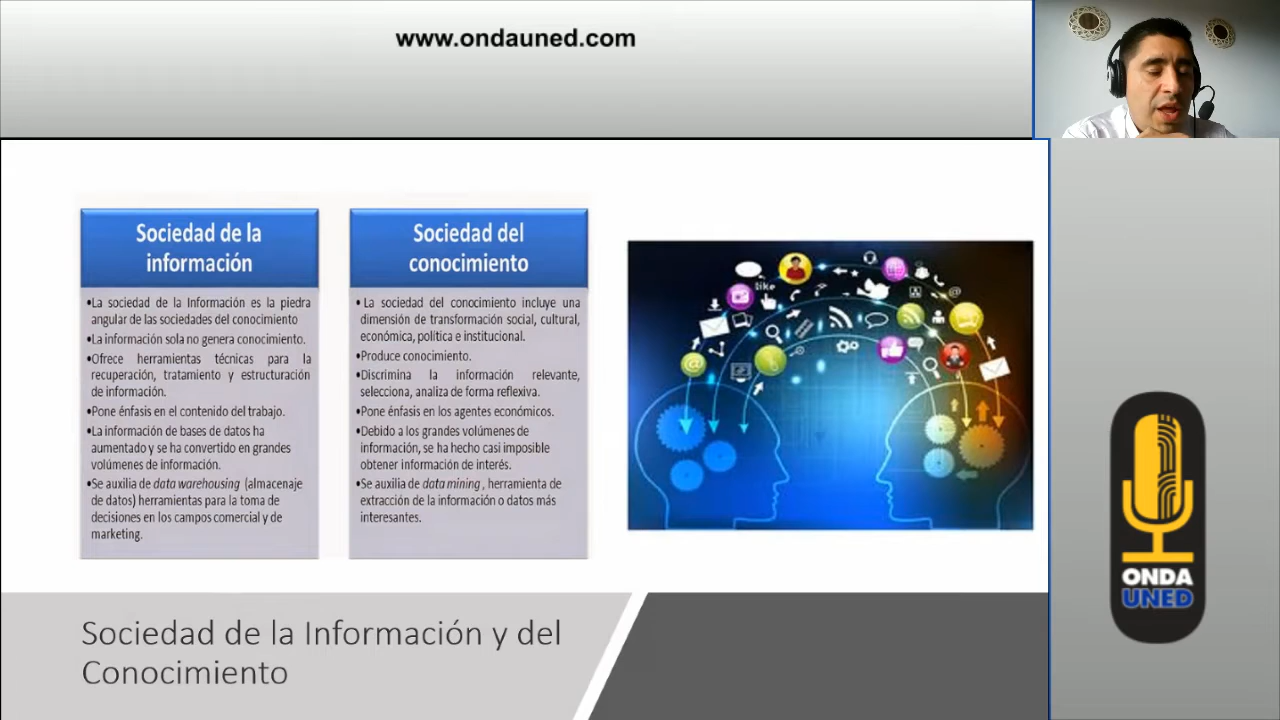 www.ondauned.com
Sociedad de la
información
•La sociedad de la Información es la piedra
angular de las sociedades del conocimiento
•La información sola no genera conocimiento.
•Ofrece herramientas técnicas para la
recuperación, tratamiento y estructuración
de información.
•Pone énfasis en el contenido del trabajo.
•La información de bases de datos ha
aumentado y se ha convertido en grandes
volúmenes de información.
•Se auxilia de data warehousing (almacenaje
de datos) herramientas para la toma de
decisiones en los campos comercial y de
marketing.
Sociedad del
conocimiento
• La sociedad del conocimiento incluye una
dimensión de transformación social, cultural,
económica, política e institucional.
•Produce conocimiento.
•Discrimina la información relevante,
selecciona, analiza de forma reflexiva.
•Pone énfasis en los agentes económicos.
•Debido a los grandes volúmenes de
información, se ha hecho casi imposible
obtener información de interés.
•Se auxilia de data mining, herramienta de
extracción de la información o datos más
interesantes.
like
@
@
Sociedad de la Información y del
Conocimiento
ONDA
UNED